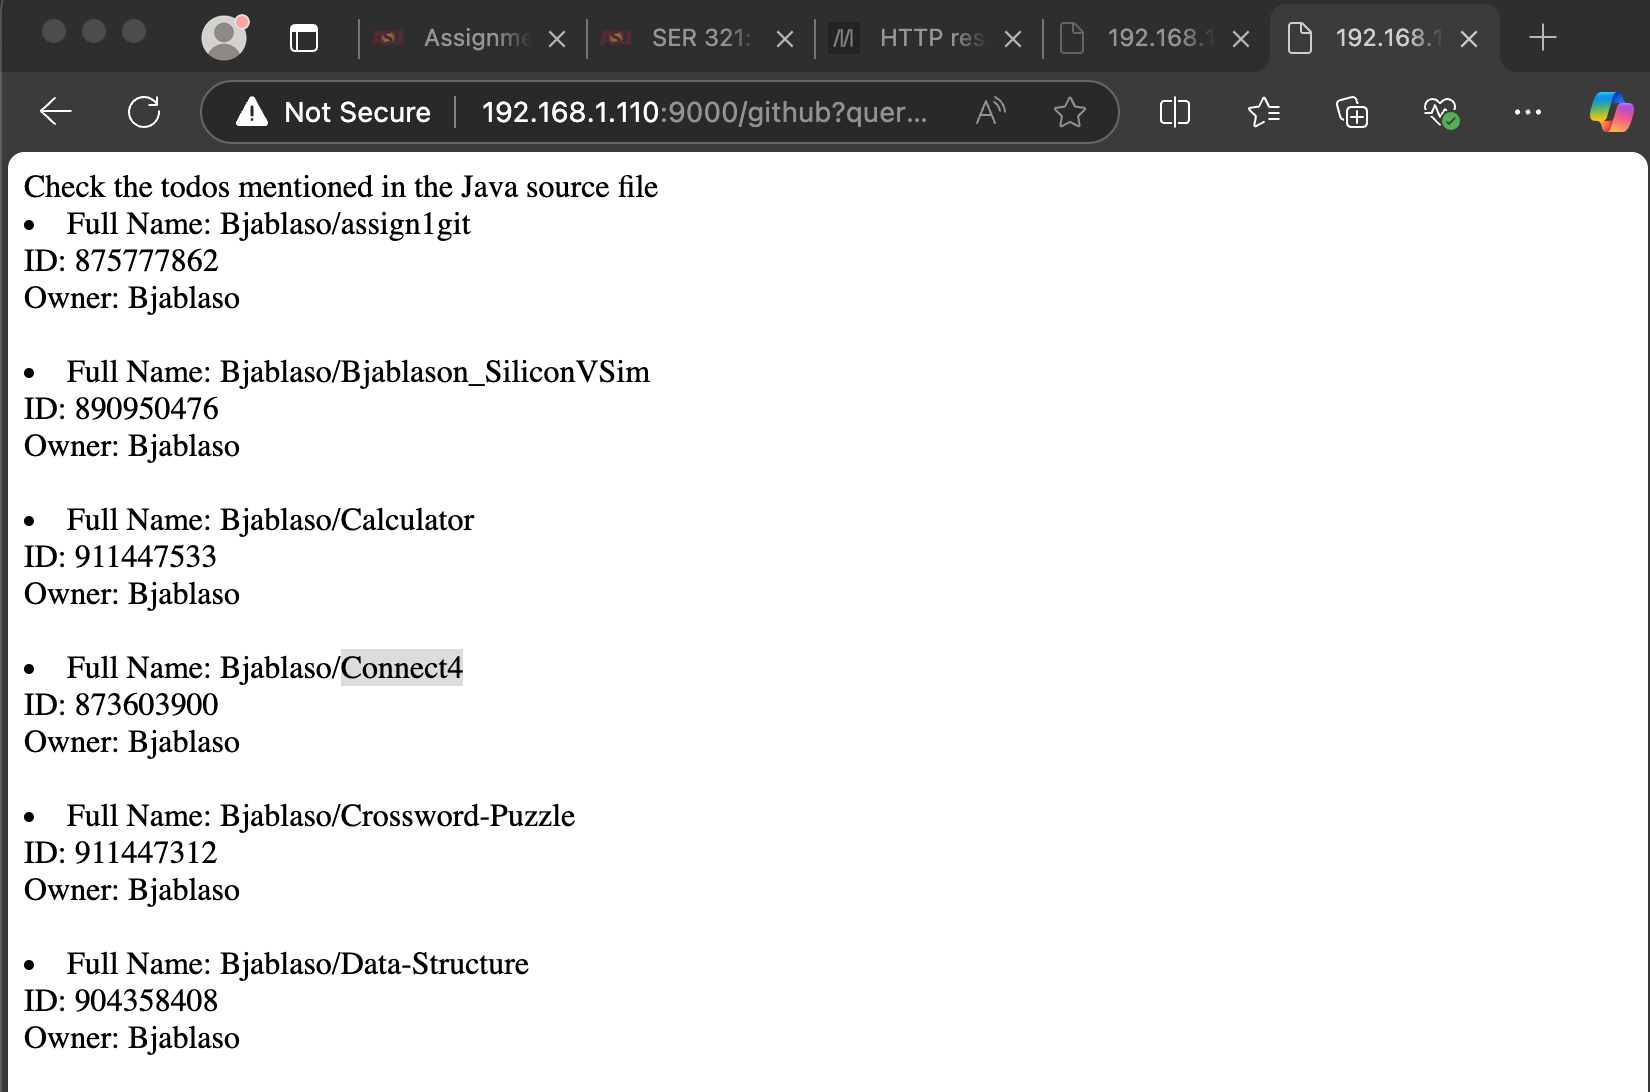 Assignme
SER 321:
HTTP res
192.168.1
192.168.1
Not Secure
192.168.1.110:9000/github?quer...
Check the todos mentioned in the Java source file
• Full Name: Bjablaso/assign1git
ID: 875777862
Owner: Bjablaso
• Full Name: Bjablaso/Bjablason_SiliconVSim
ID: 890950476
Owner: Bjablaso
• Full Name: Bjablaso/Calculator
ID: 911447533
Owner: Bjablaso
• Full Name: Bjablaso/Connect4
ID: 873603900
Owner: Bjablaso
• Full Name: Bjablaso/Crossword-Puzzle
ID: 911447312
Owner: Bjablaso
• Full Name: Bjablaso/Data-Structure
ID: 904358408
Owner: Bjablaso